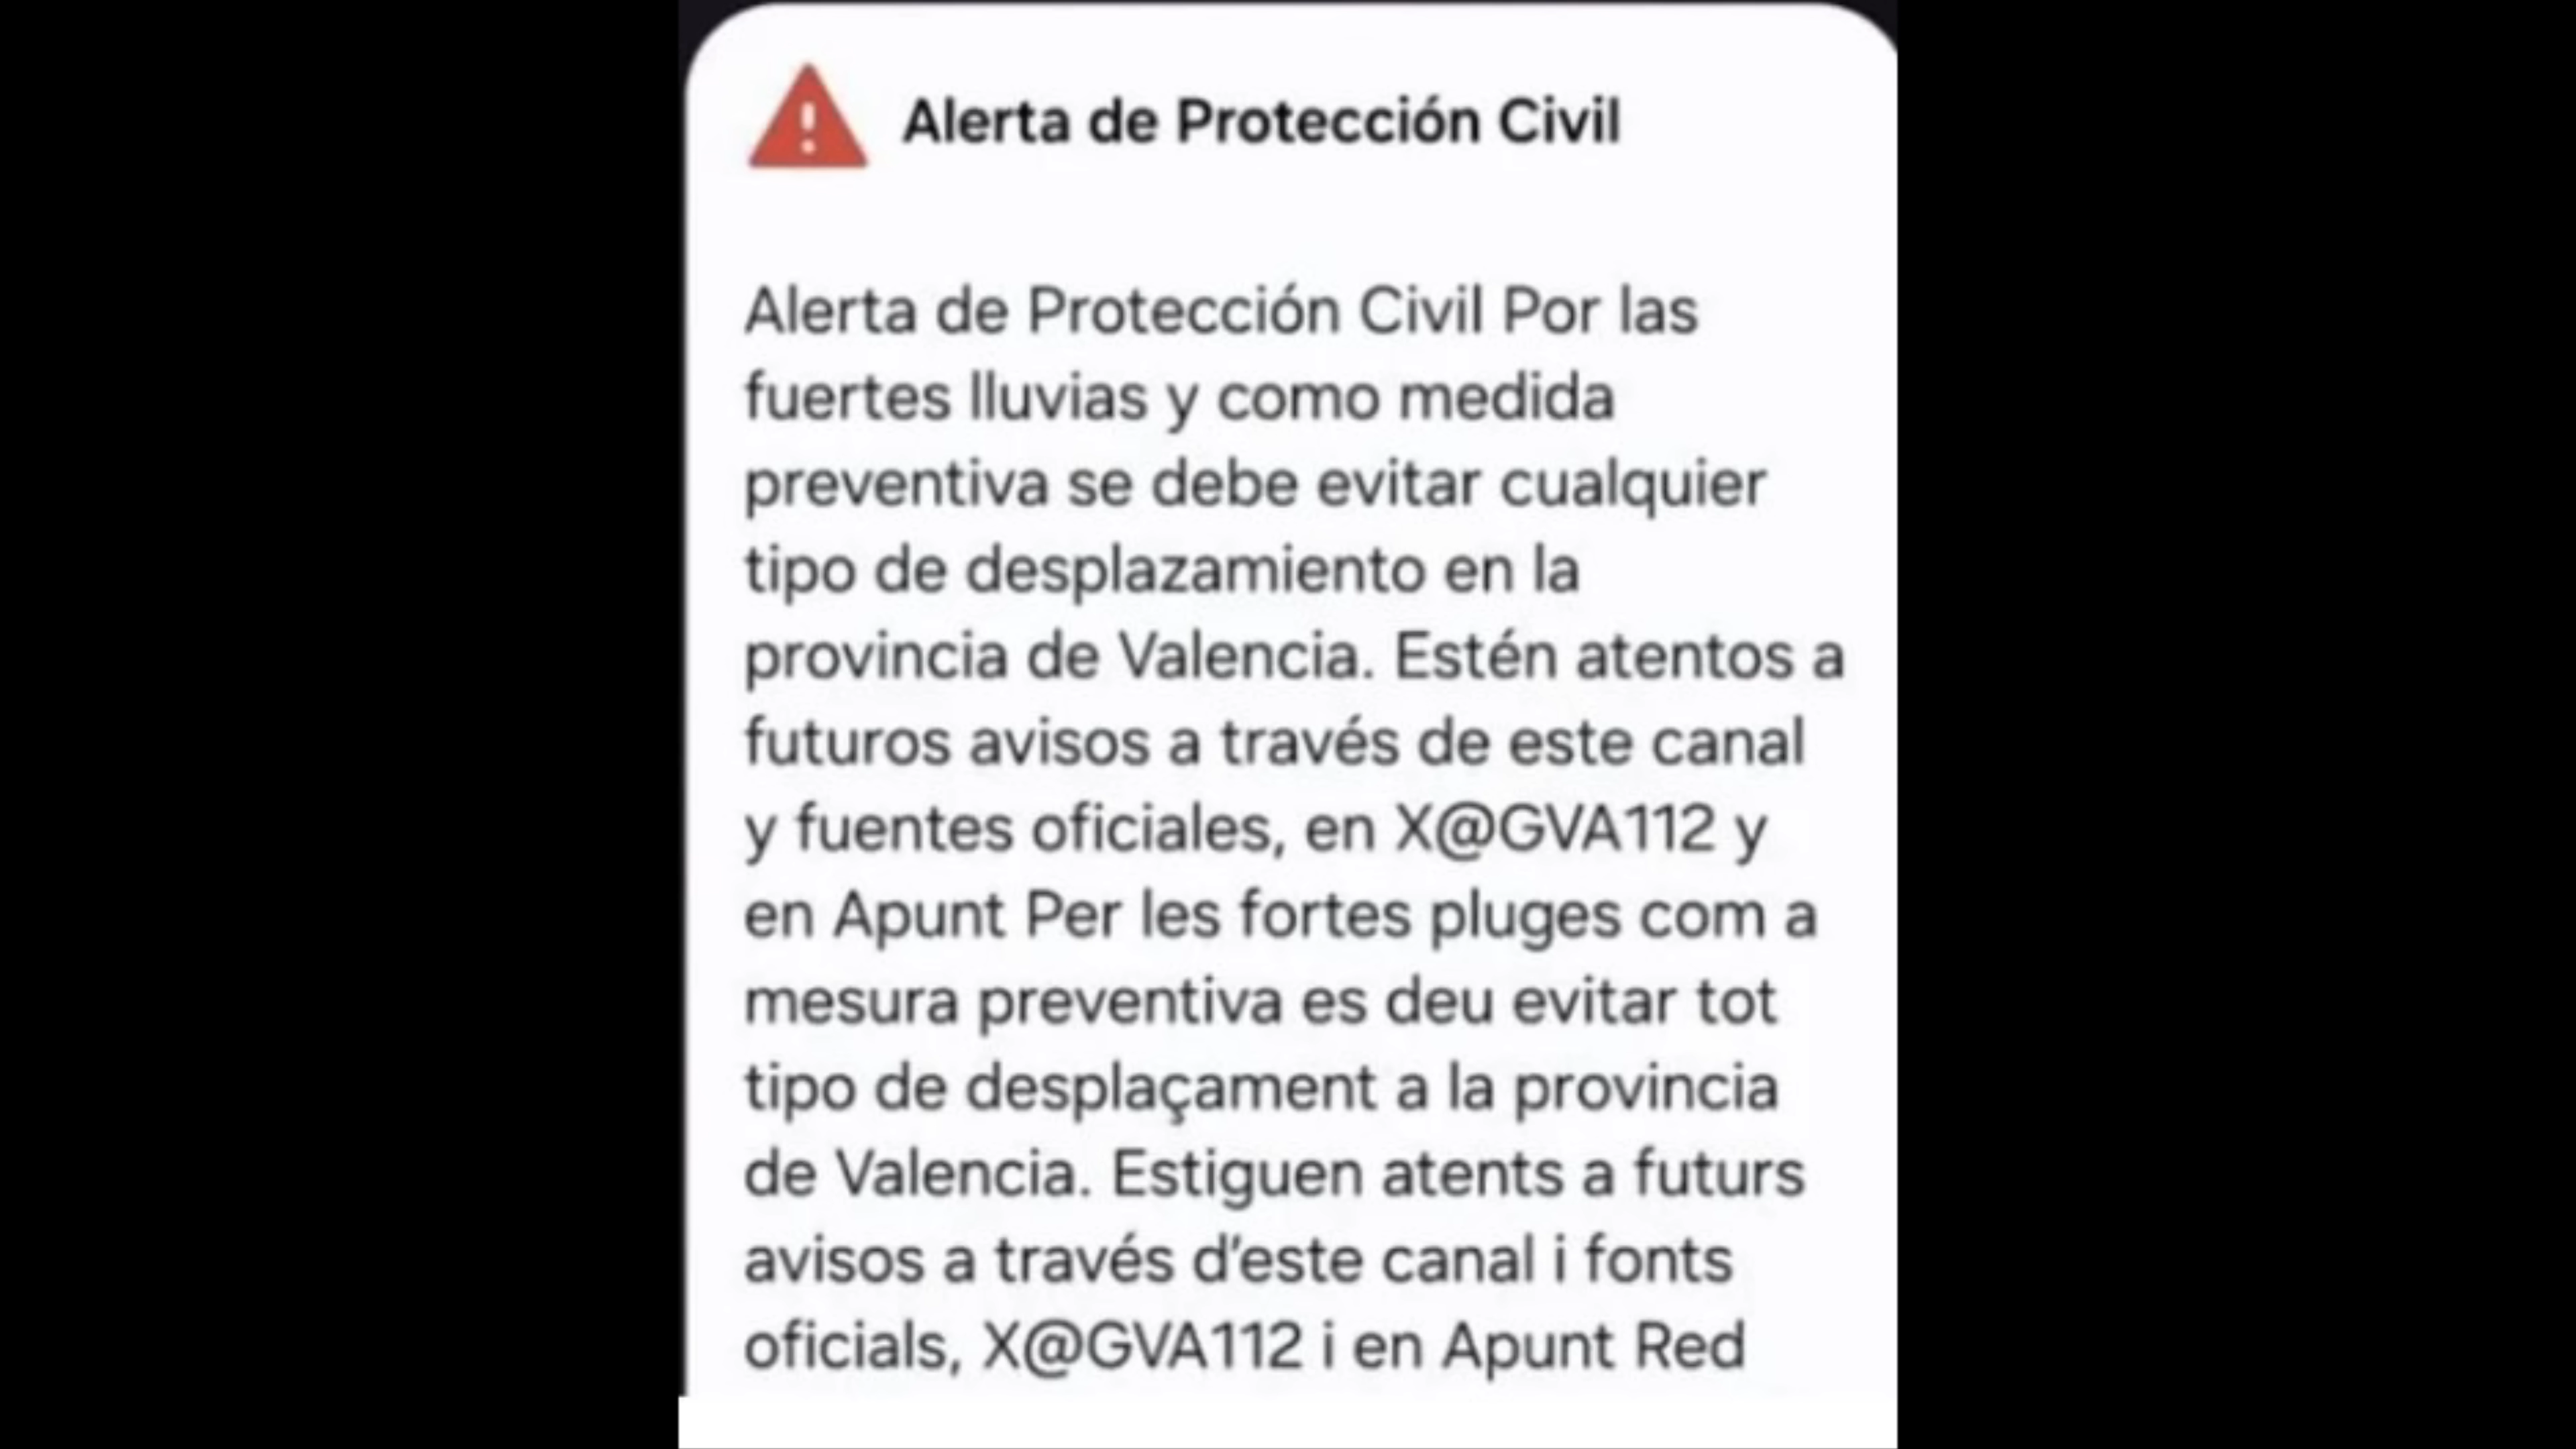 Alerta de Protección Civil
Alerta de Protección Civil Por las
fuertes lluvias y como medida
preventiva se debe evitar cualquier
tipo de desplazamiento en la
provincia de Valencia. Estén atentos a
futuros avisos a través de este canal
y fuentes oficiales, en X@GVA112 y
en Apunt Per les fortes pluges com a
mesura preventiva es deu evitar tot
tipo de desplaçament a la provincia
de Valencia. Estiguen atents a futurs
avisos a través d'este canal i fonts
oficials, X@GVA112 i en Apunt Red